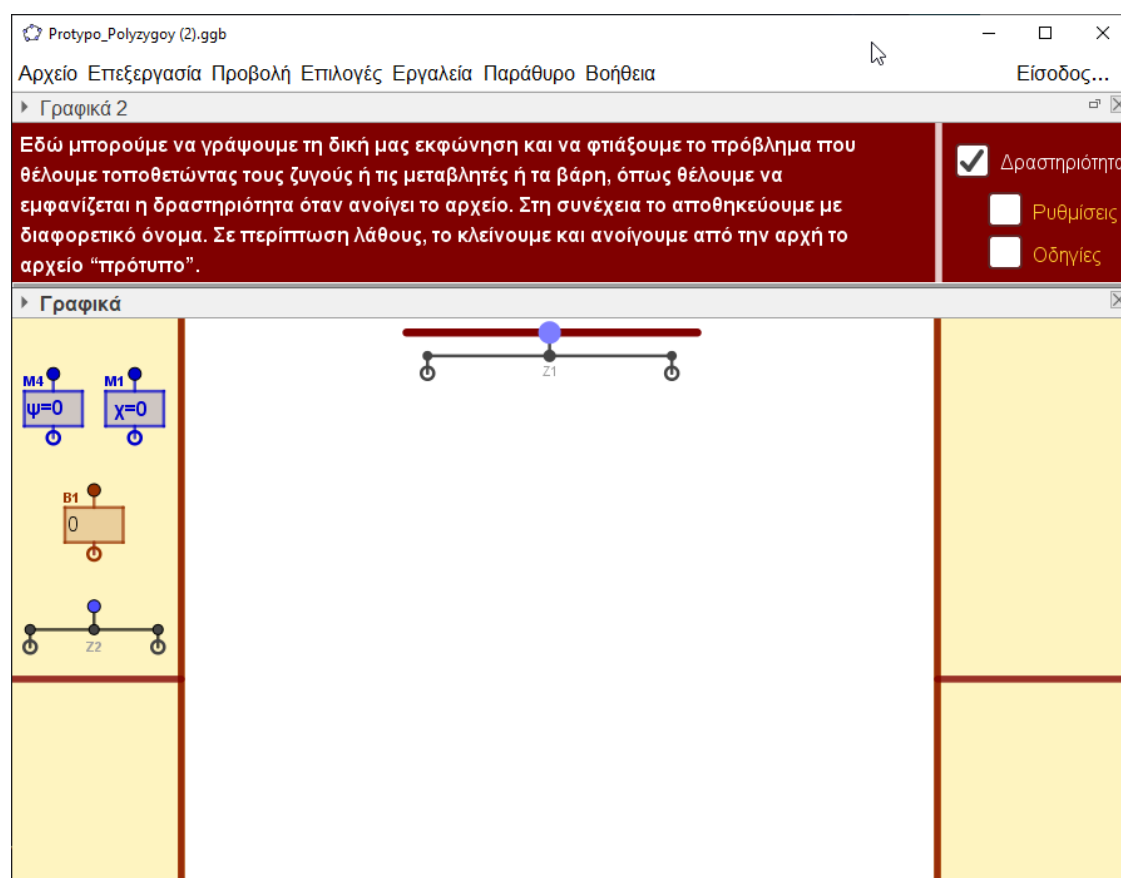 Protypo_Polyzygoy (2).ggb
Αρχείο Επεξεργασία Προβολή Επιλογές Εργαλεία Παράθυρο Βοήθεια Είσοδος...
Γραφικά 2
Εδώ μπορούμε να γράψουμε τη δική μας εκφώνηση και να φτιάξουμε το πρόβλημα που
θέλουμε τοποθετώντας τους ζυγούς ή τις μεταβλητές ή τα βάρη, όπως θέλουμε να
εμφανίζεται η δραστηριότητα όταν ανοίγει το αρχείο. Στη συνέχεια το αποθηκεύουμε με
διαφορετικό όνομα. Σε περίπτωση λάθους, το κλείνουμε και ανοίγουμε από την αρχή το
αρχείο “πρότυπο”.
Δραστηριότητα
Ρυθμίσεις
Οδηγίες
Γραφικά
Z1
M4 M1
ψ=0 χ=0
B1
0
Z2